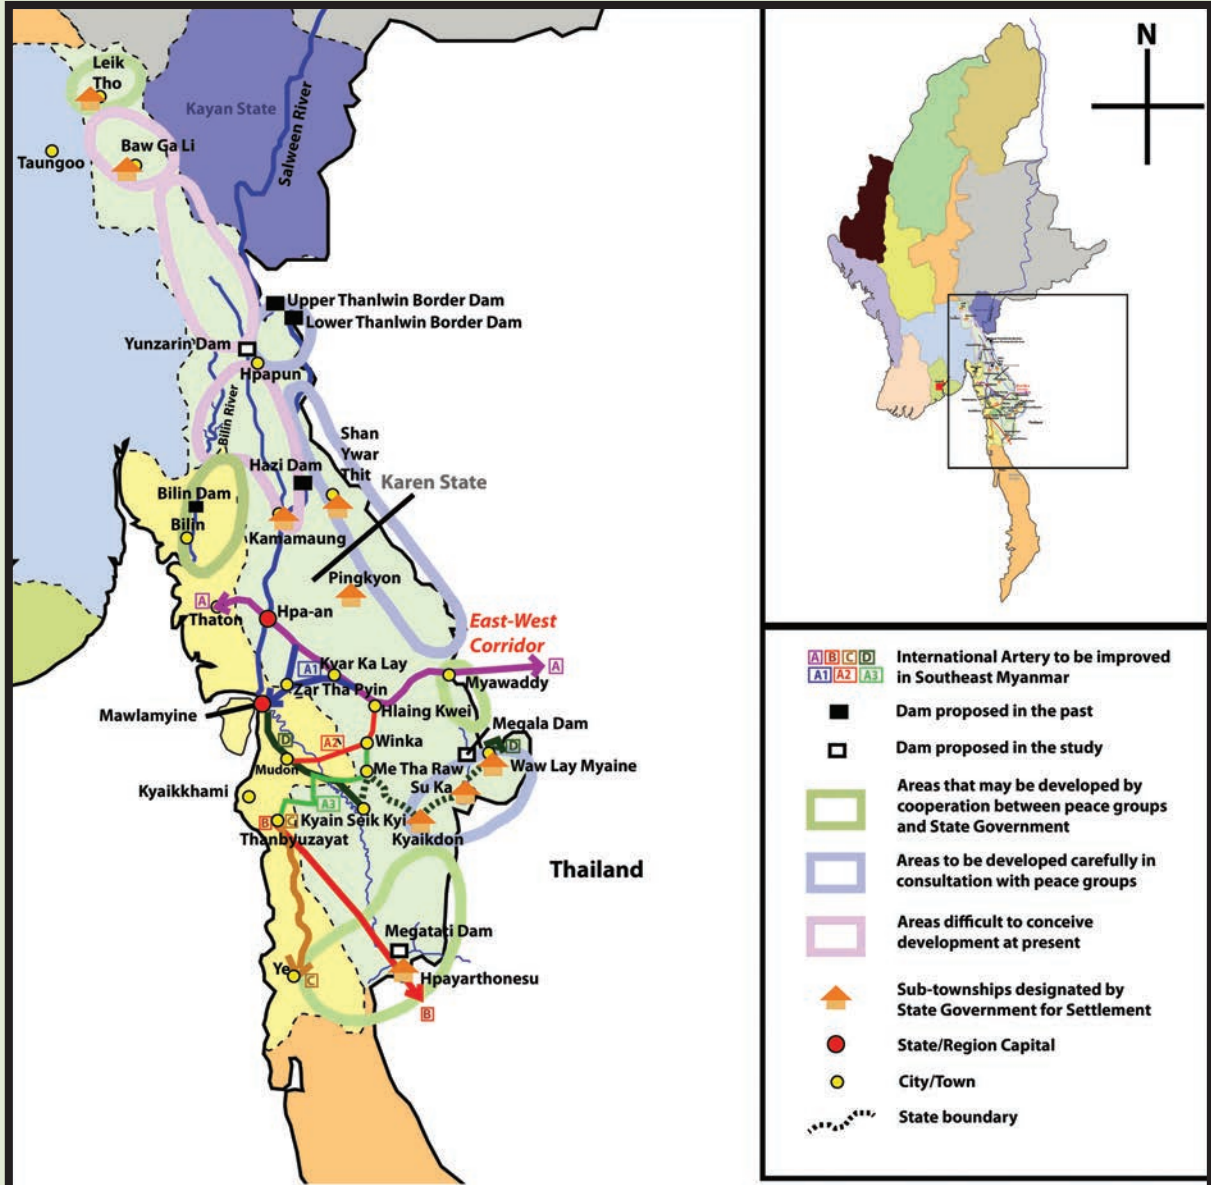 Leik
Tho
Kayan State
Salween River
Baw Ga Li
Taungoo
Upper Thanlwin Border Dam
Lower Thanlwin Border Dam
Yunzarin Dam
Hpapun
Bilin River
Shan
Ywar
Thit
Hazi Dam
Karen State
Bilin Dam
Bilin
Kamamaung
Pingkyon
A
Thaton
Hpa-an
East-West
Corridor
A1
Kyar Ka Lay
A
Zar Tha Pyin
Myawaddy
Mawlamyine
Hlaing Kwei
Megala Dam
D
A2
Winka
D
Mudon
Me Tha Raw
Waw Lay Myaine
Su Ka
Kyaikkhami
A3
B
C
Kyain Seik Kyi
Thanbyuzayat
Kyaikdon
Thailand
Megatati Dam
Ye
C
Hpayarthonesu
B
N
A B C D
A1 A2 A3
International Artery to be improved
in Southeast Myanmar
Dam proposed in the past
Dam proposed in the study
Areas that may be developed by
cooperation between peace groups
and State Government
Areas to be developed carefully in
consultation with peace groups
Areas difficult to conceive
development at present
Sub-townships designated by
State Government for Settlement
State/Region Capital
City/Town
State boundary